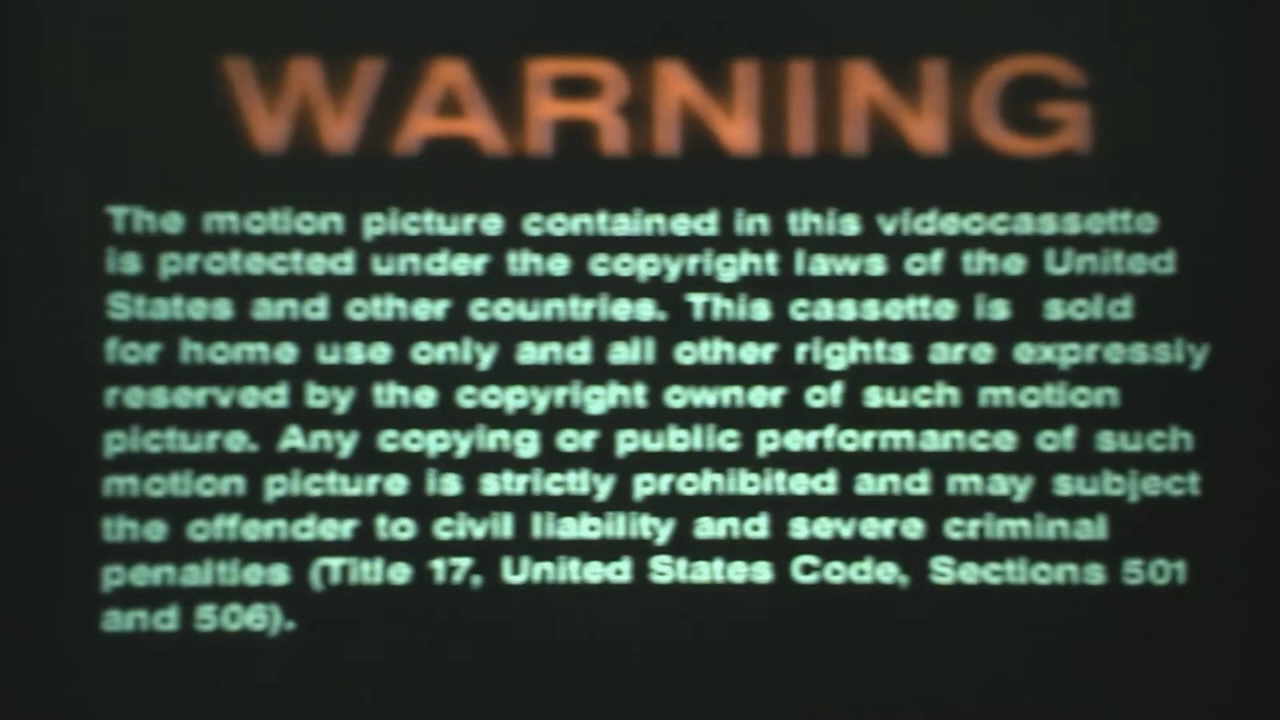 WARNING
The motion picture contained in this videocassette
is protected under the copyright laws of the United
States and other countries. This cassette is sold
for home use only and all other rights are expressly
reserved by the copyright owner of such motion
picture. Any copying or public performance of such
motion picture is strictly prohibited and may subject
the offender to civil liability and severe criminal
penalties (Title 17, United States Code, Sections 501
and 506).